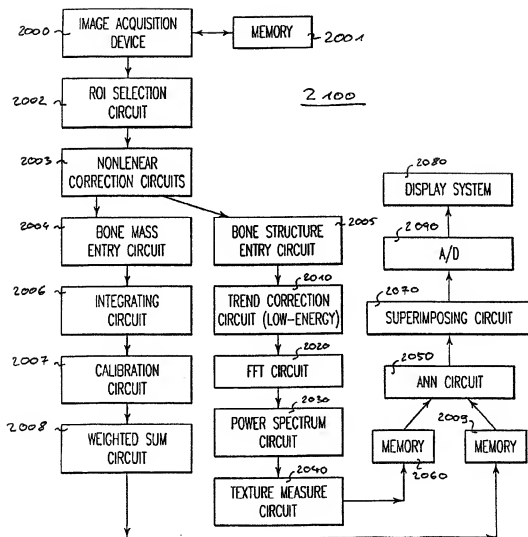 2000
IMAGE ACQUISITION
DEVICE
MEMORY
2001
2002
ROI SELECTION
CIRCUIT
2100
2003
NONLENEAR
CORRECTION CIRCUITS
2080
DISPLAY SYSTEM
2004
BONE MASS
ENTRY CIRCUIT
BONE STRUCTURE
ENTRY CIRCUIT
2005
2090
A/D
2006
INTEGRATING
CIRCUIT
2010
TREND CORRECTION
CIRCUIT (LOW-ENERGY)
2070
SUPERIMPOSING CIRCUIT
2007
CALIBRATION
CIRCUIT
2020
FFT CIRCUIT
2050
ANN CIRCUIT
2008
WEIGHTED SUM
CIRCUIT
2030
POWER SPECTRUM
CIRCUIT
2009
MEMORY
2060
MEMORY
2040
TEXTURE MEASURE
CIRCUIT